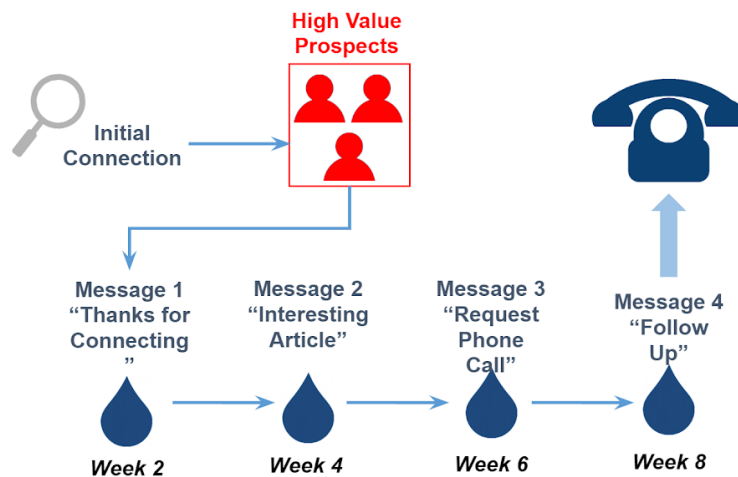 High Value
Prospects
Initial
Connection
Message 1
“Thanks for
Connecting
”
Message 2
“Interesting
Article”
Message 3
“Request
Phone
Call”
Message 4
“Follow
Up”
Week 2
Week 4
Week 6
Week 8